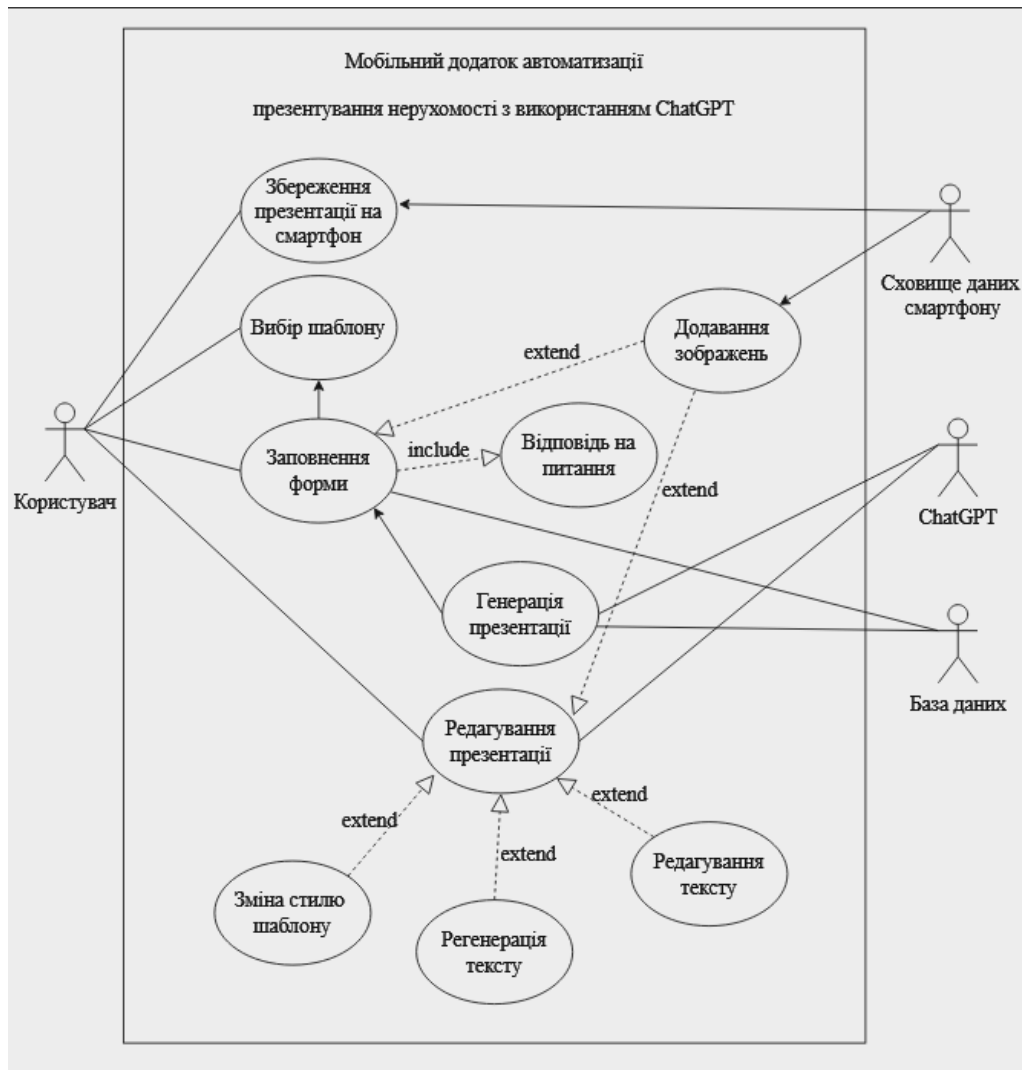 Мобільний додаток автоматизації
презентування нерухомості з використанням ChatGPT
Збереження
презентації на
смартфон
Сховище даних
смартфону
Вибір шаблону
Додавання
зображень
extend
Заповнення
форми
include
Відповідь на
питання
Користувач
extend
ChatGPT
Генерація
презентації
База даних
Редагування
презентації
extend
extend
extend
Зміна стилю
шаблону
Регенерація
тексту
Редагування
тексту